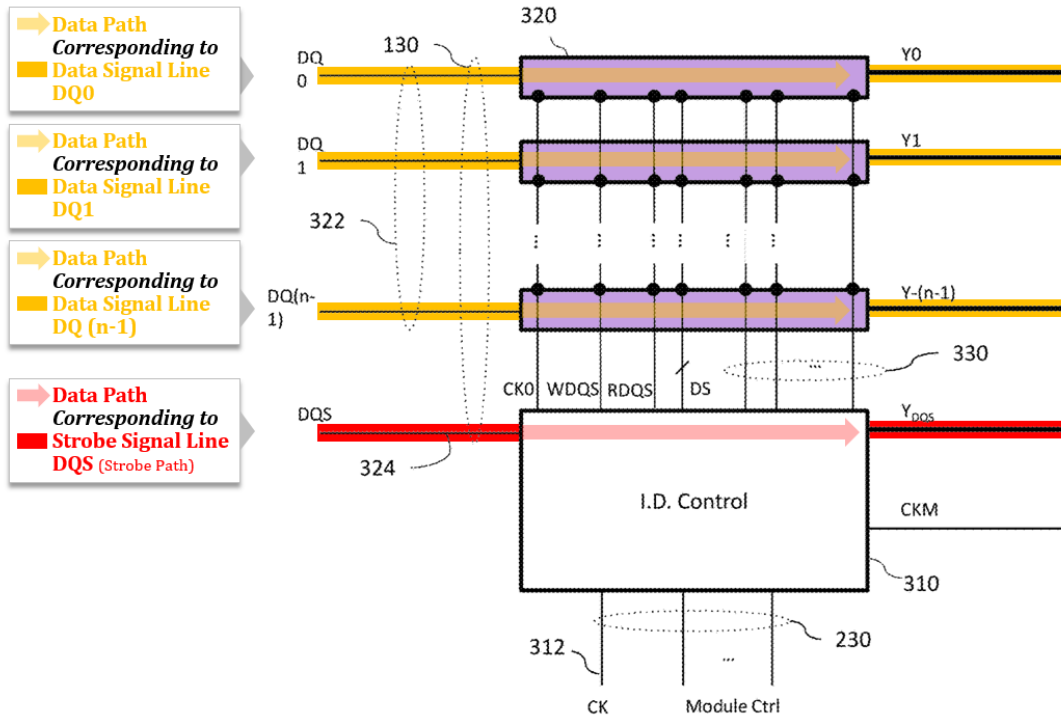 Data Path
Corresponding to
Data Signal Line
DQ0
Data Path
Corresponding to
Data Signal Line
DQ1
Data Path
Corresponding to
Data Signal Line
DQ (n-1)
Data Path
Corresponding to
Strobe Signal Line
DQS (Strobe Path)
130
320
DQ
0
Y0
DQ
1
Y1
322
...
...
...
...
...
...
DQ(n-
1)
Y-(n-1)
...
330
CK0 WDQS RDQS DS
DQS
YDOS
324
I.D. Control
CKM
310
312
230
...
CK
Module Ctrl